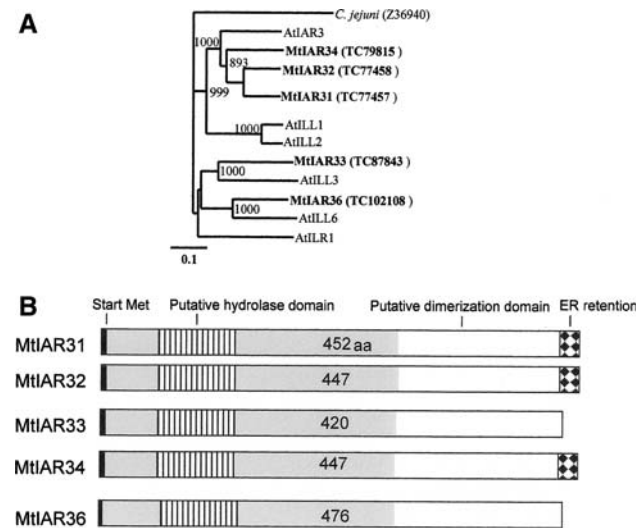 A
C. jejuni (Z36940)
AtIAR3
1000
MtIAR34 (TC79815 )
893
MtIAR32 (TC77458 )
999
MtIAR31 (TC77457 )
AtILL1
1000
AtILL2
MtIAR33 (TC87843 )
1000
AtILL3
MtIAR36 (TC102108 )
1000
AtILL6
AtILR1
0.1
B
Start Met Putative hydrolase domain Putative dimerization domain ER retention
MtIAR31 452 aa
MtIAR32 447
MtIAR33 420
MtIAR34 447
MtIAR36 476